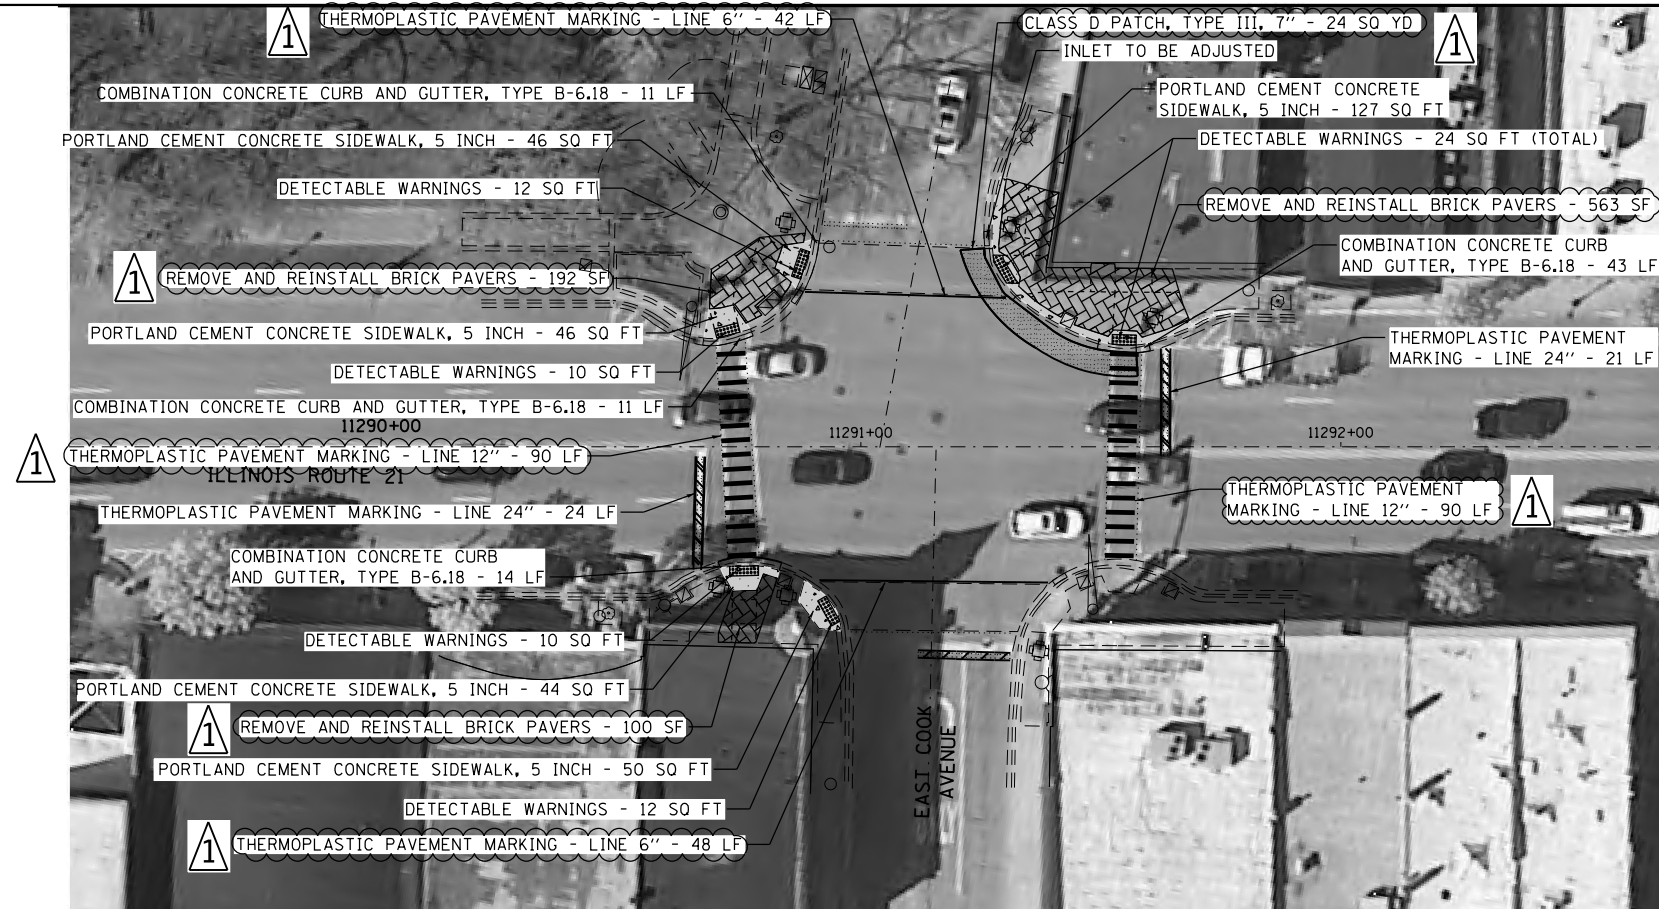 1
THERMOPLASTIC PAVEMENT MARKING - LINE 6" - 42 LF
CLASS D PATCH, TYPE III, 7" - 24 SQ YD
1
INLET TO BE ADJUSTED
COMBINATION CONCRETE CURB AND GUTTER, TYPE B-6.18 - 11 LF
PORTLAND CEMENT CONCRETE
SIDEWALK, 5 INCH - 127 SQ FT
PORTLAND CEMENT CONCRETE SIDEWALK, 5 INCH - 46 SQ FT
DETECTABLE WARNINGS - 24 SQ FT (TOTAL)
DETECTABLE WARNINGS - 12 SQ FT
REMOVE AND REINSTALL BRICK PAVERS - 563 SF
COMBINATION CONCRETE CURB
AND GUTTER, TYPE B-6.18 - 43 LF
1
REMOVE AND REINSTALL BRICK PAVERS - 192 SF
PORTLAND CEMENT CONCRETE SIDEWALK, 5 INCH - 46 SQ FT
THERMOPLASTIC PAVEMENT
MARKING - LINE 24" - 21 LF
DETECTABLE WARNINGS - 10 SQ FT
COMBINATION CONCRETE CURB AND GUTTER, TYPE B-6.18 - 11 LF
11290+00
11291+00
11292+00
1
THERMOPLASTIC PAVEMENT MARKING - LINE 12" - 90 LF
ILLINOIS ROUTE 21
THERMOPLASTIC PAVEMENT
MARKING - LINE 12" - 90 LF
1
THERMOPLASTIC PAVEMENT MARKING - LINE 24" - 24 LF
COMBINATION CONCRETE CURB
AND GUTTER, TYPE B-6.18 - 14 LF
DETECTABLE WARNINGS - 10 SQ FT
PORTLAND CEMENT CONCRETE SIDEWALK, 5 INCH - 44 SQ FT
1
REMOVE AND REINSTALL BRICK PAVERS - 100 SF
EAST COOK
AVENUE
PORTLAND CEMENT CONCRETE SIDEWALK, 5 INCH - 50 SQ FT
DETECTABLE WARNINGS - 12 SQ FT
1
THERMOPLASTIC PAVEMENT MARKING - LINE 6" - 48 LF